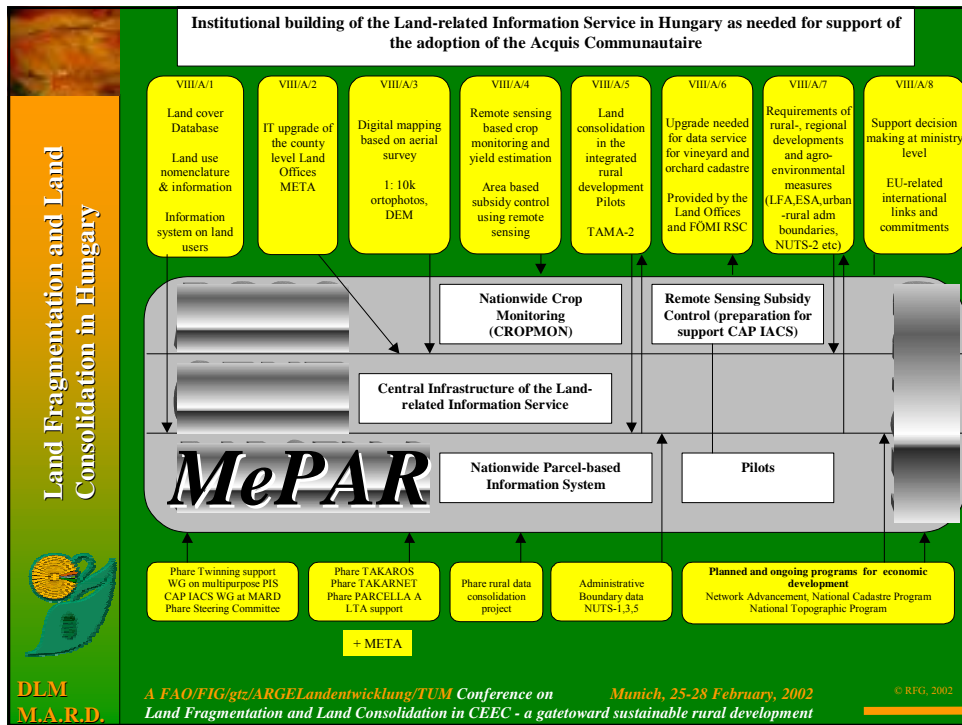 Institutional building of the Land-related Information Service in Hungary as needed for support of
the adoption of the Acquis Communautaire
Land Fragmentation and Land
Consolidation in Hungary
VIII/A/1
Land cover
Database
Land use
nomenclature
& information
Information
system on land
users
VIII/A/2
IT upgrade of
the county
level Land
Offices
META
VIII/A/3
Digital mapping
based on aerial
survey
1: 10k
ortophotos,
DEM
VIII/A/4
Remote sensing
based crop
monitoring and
yield estimation
Area based
subsidy control
using remote
sensing
VIII/A/5
Land
consolidation
in the
integrated
rural
development
Pilots
TAMA-2
VIII/A/6
Upgrade needed
for data service
for vineyard and
orchard cadastre
Provided by the
Land Offices
and FÖMI RSC
VIII/A/7
Requirements of
rural-, regional
developments
and agro-
environmental
measures
(LFA,ESA,urban
-rural adm
boundaries,
NUTS-2 etc)
VIII/A/8
Support decision
making at ministry
level
EU-related
international
links and
commitments
Nationwide Crop
Monitoring
(CROPMON)
Remote Sensing Subsidy
Control (preparation for
support CAP IACS)
Central Infrastructure of the Land-
related Information Service
MePAR
Nationwide Parcel-based
Information System
Pilots
Phare Twinning support
WG on multipurpose PIS
CAP IACS WG at MARD
Phare Steering Committee
Phare TAKAROS
Phare TAKARNET
Phare PARCELLA A
LTA support
Phare rural data
consolidation
project
Administrative
Boundary data
NUTS-1,3,5
Planned and ongoing programs for economic
development
Network Advancement, National Cadastre Program
National Topographic Program
+ META
DLM
M.A.R.D.
A FAO/FIG/gtz/ARGELandentwicklung/TUM Conference on Munich, 25-28 February, 2002
Land Fragmentation and Land Consolidation in CEEC - a gatetoward sustainable rural development
© RFG, 2002